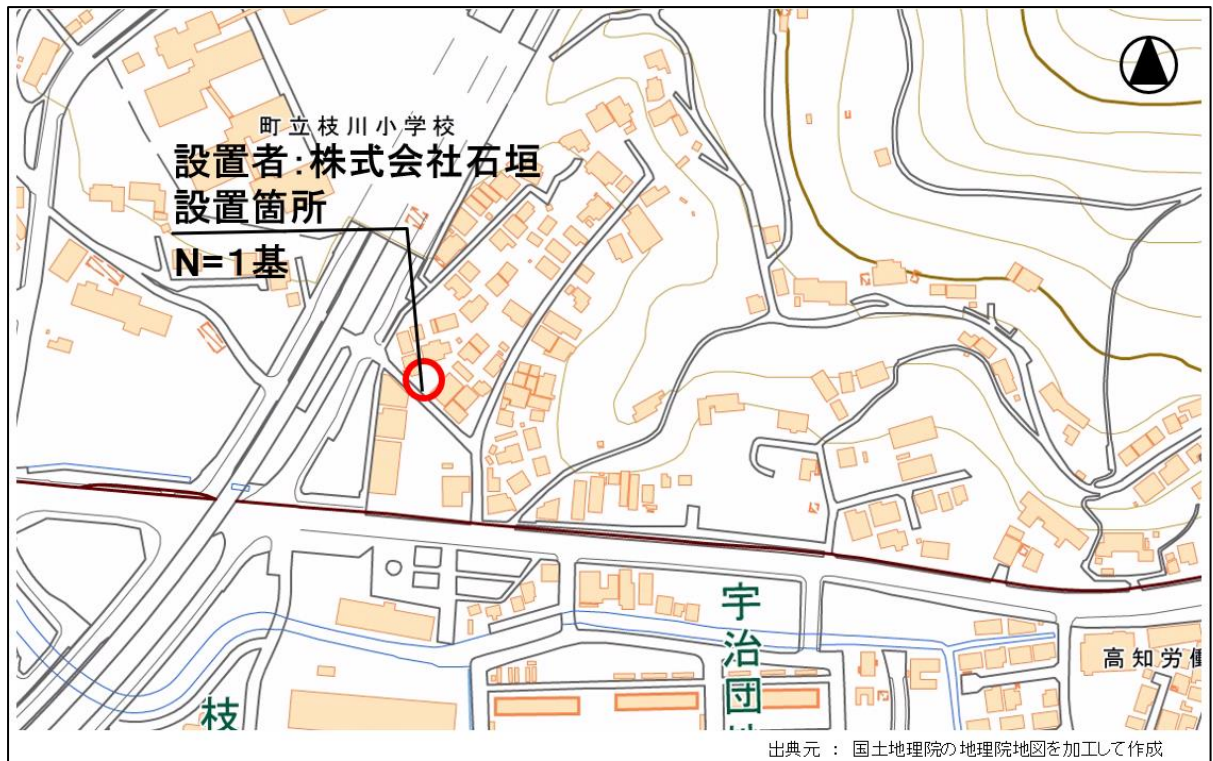 町立枝川小学校
設置者：株式会社石垣
設置箇所
N=1基
宇治団地
高知労働
枝
出典元 ： 国土地理院の地理院地図を加工して作成